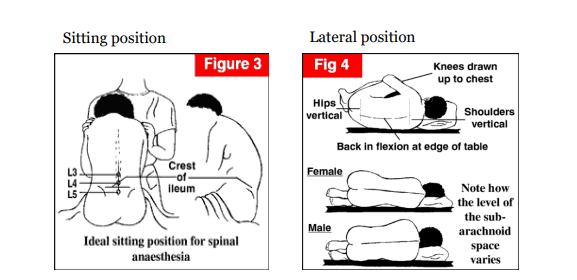 Sitting position
Lateral position
Figure 3
L3
L4
L5
Crest
of
ileum
Ideal sitting position for spinal
anaesthesia
Fig 4
Knees drawn
up to chest
Hips
vertical
Shoulders
vertical
Back in flexion at edge of table
Female
Male
Note how
the level of
the sub-
arachnoid
space
varies